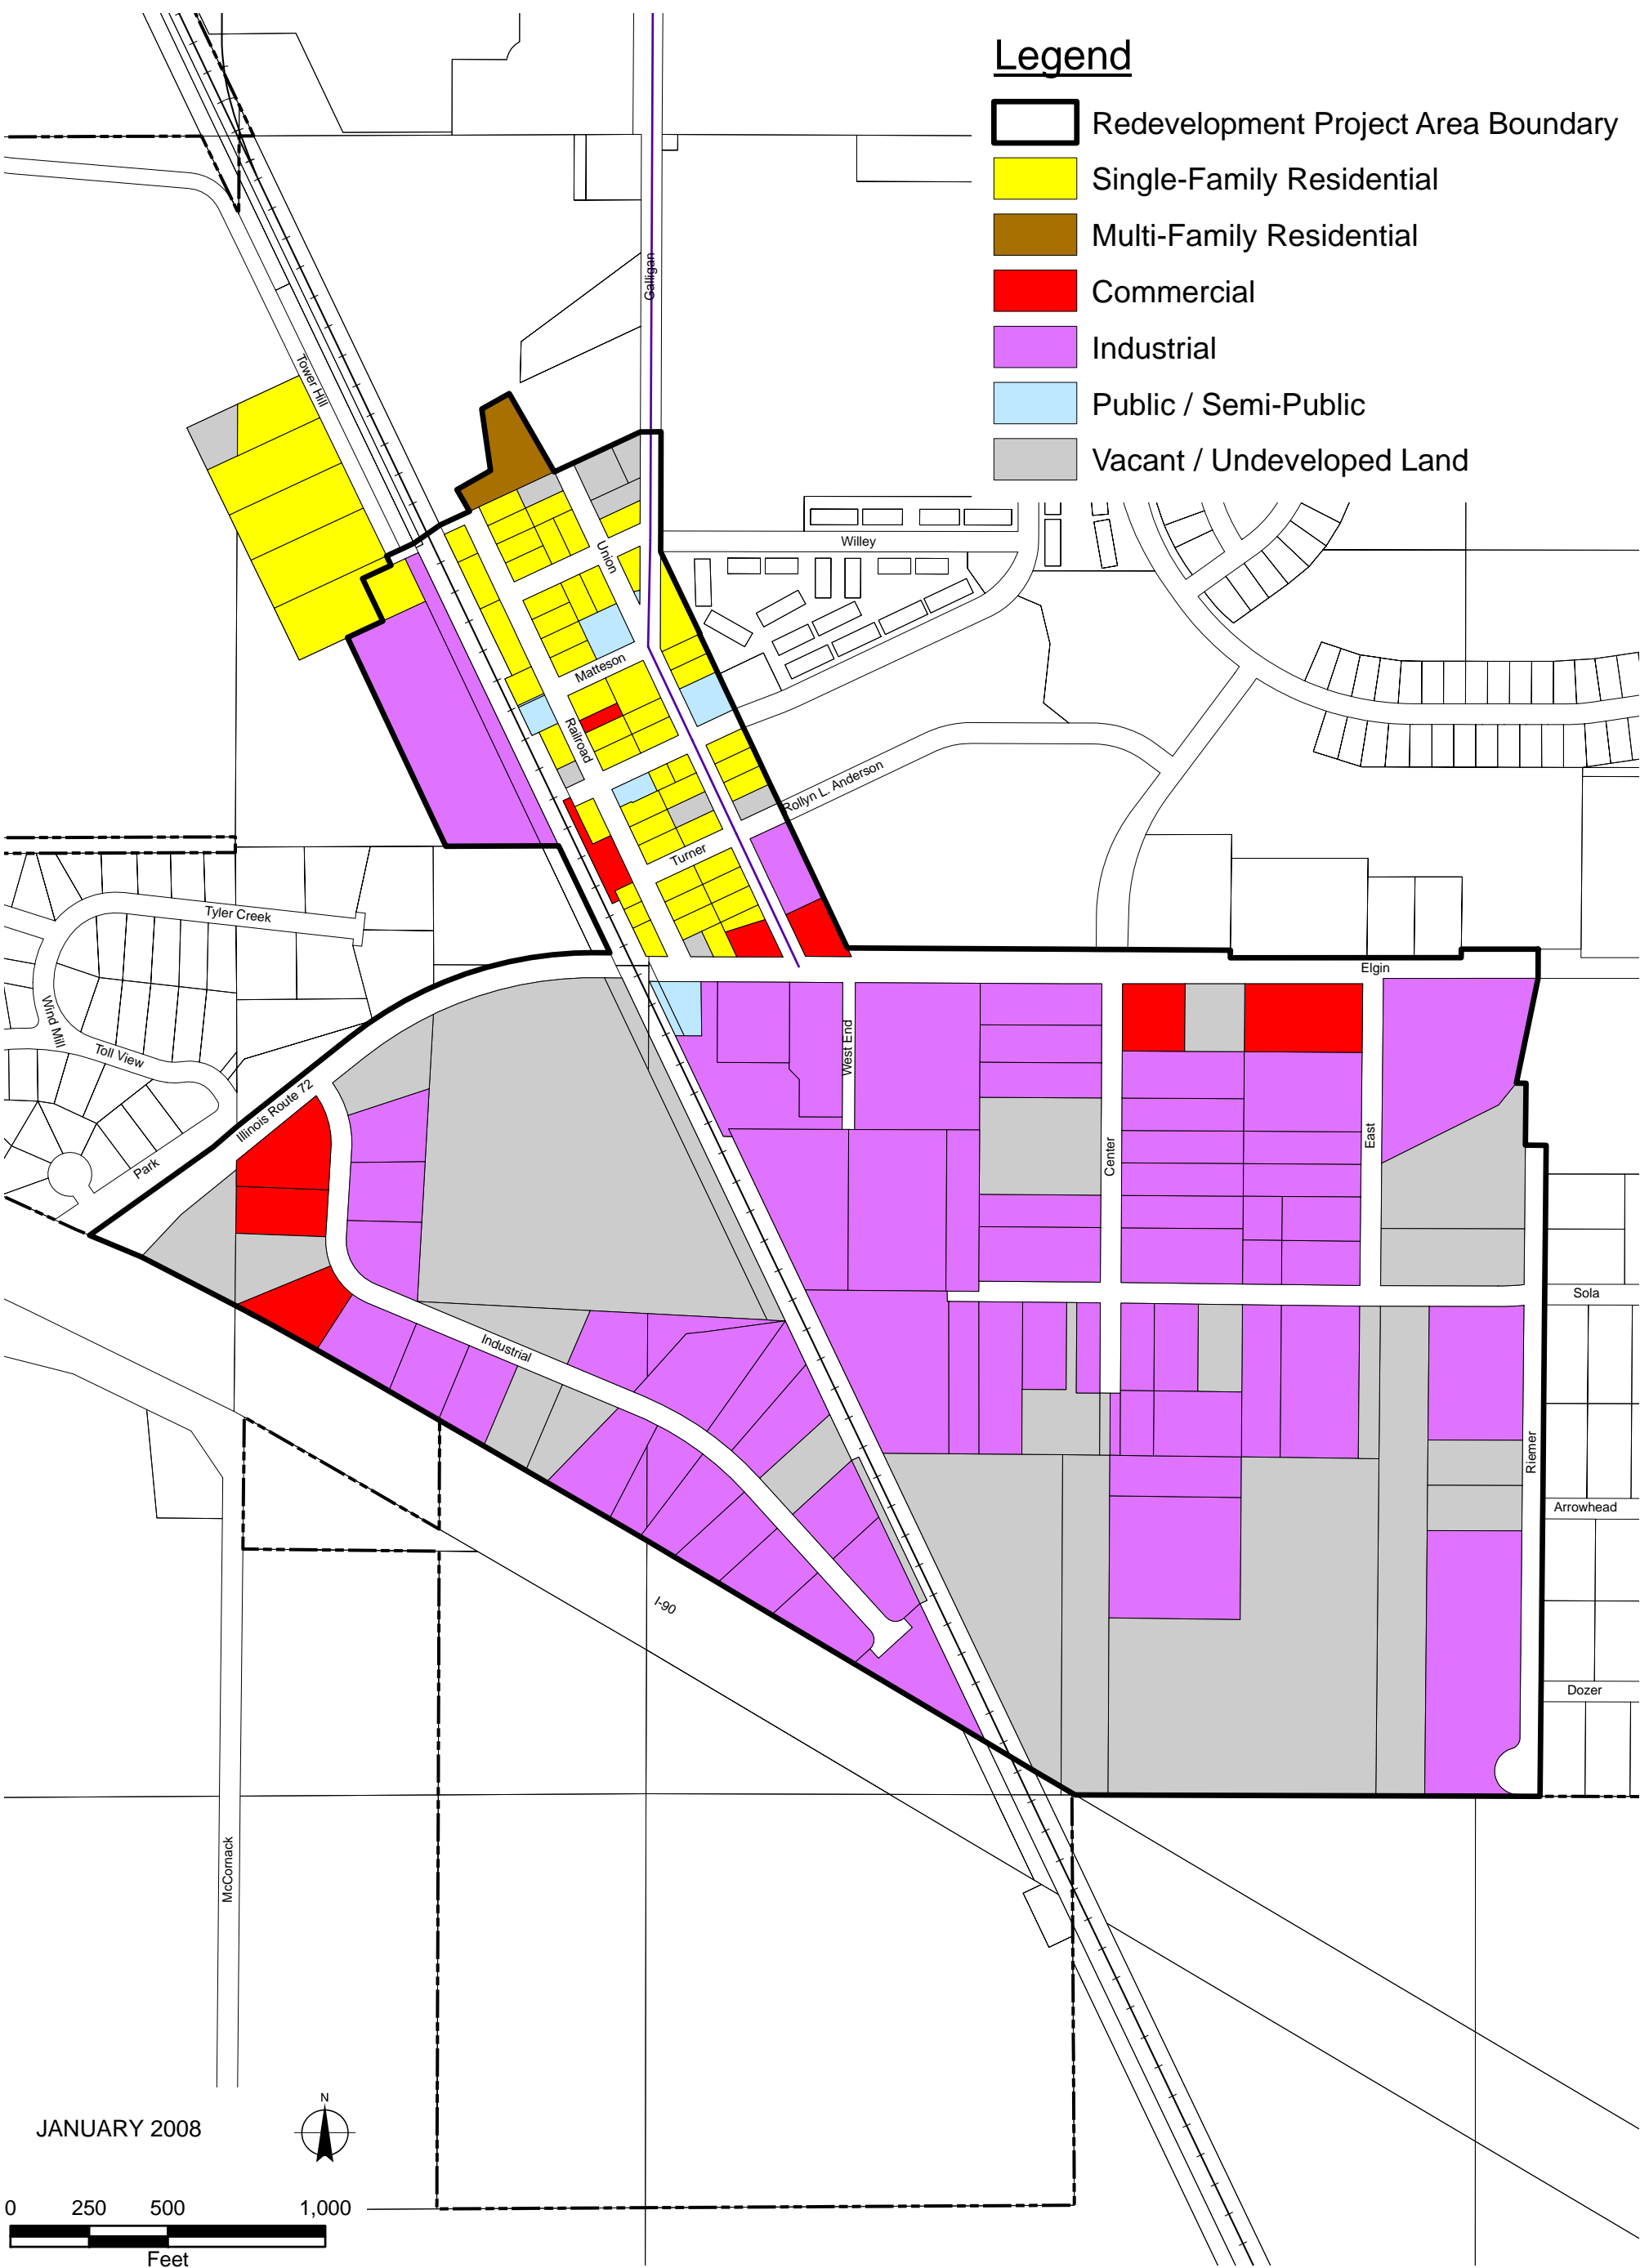 Legend
Redevelopment Project Area Boundary
Single-Family Residential
Multi-Family Residential
Commercial
Industrial
Public / Semi-Public
Vacant / Undeveloped Land
Galligan
Tower Hill
Willey
Union
Matteson
Railroad
Rollyn L. Anderson
Turner
Tyler Creek
Elgin
Wind Mill
Toll View
West End
Illinois Route 72
Park
Center
East
Sola
Industrial
Riemer
Arrowhead
I-90
Dozer
McCornack
JANUARY 2008
N
0 250 500 1,000
Feet